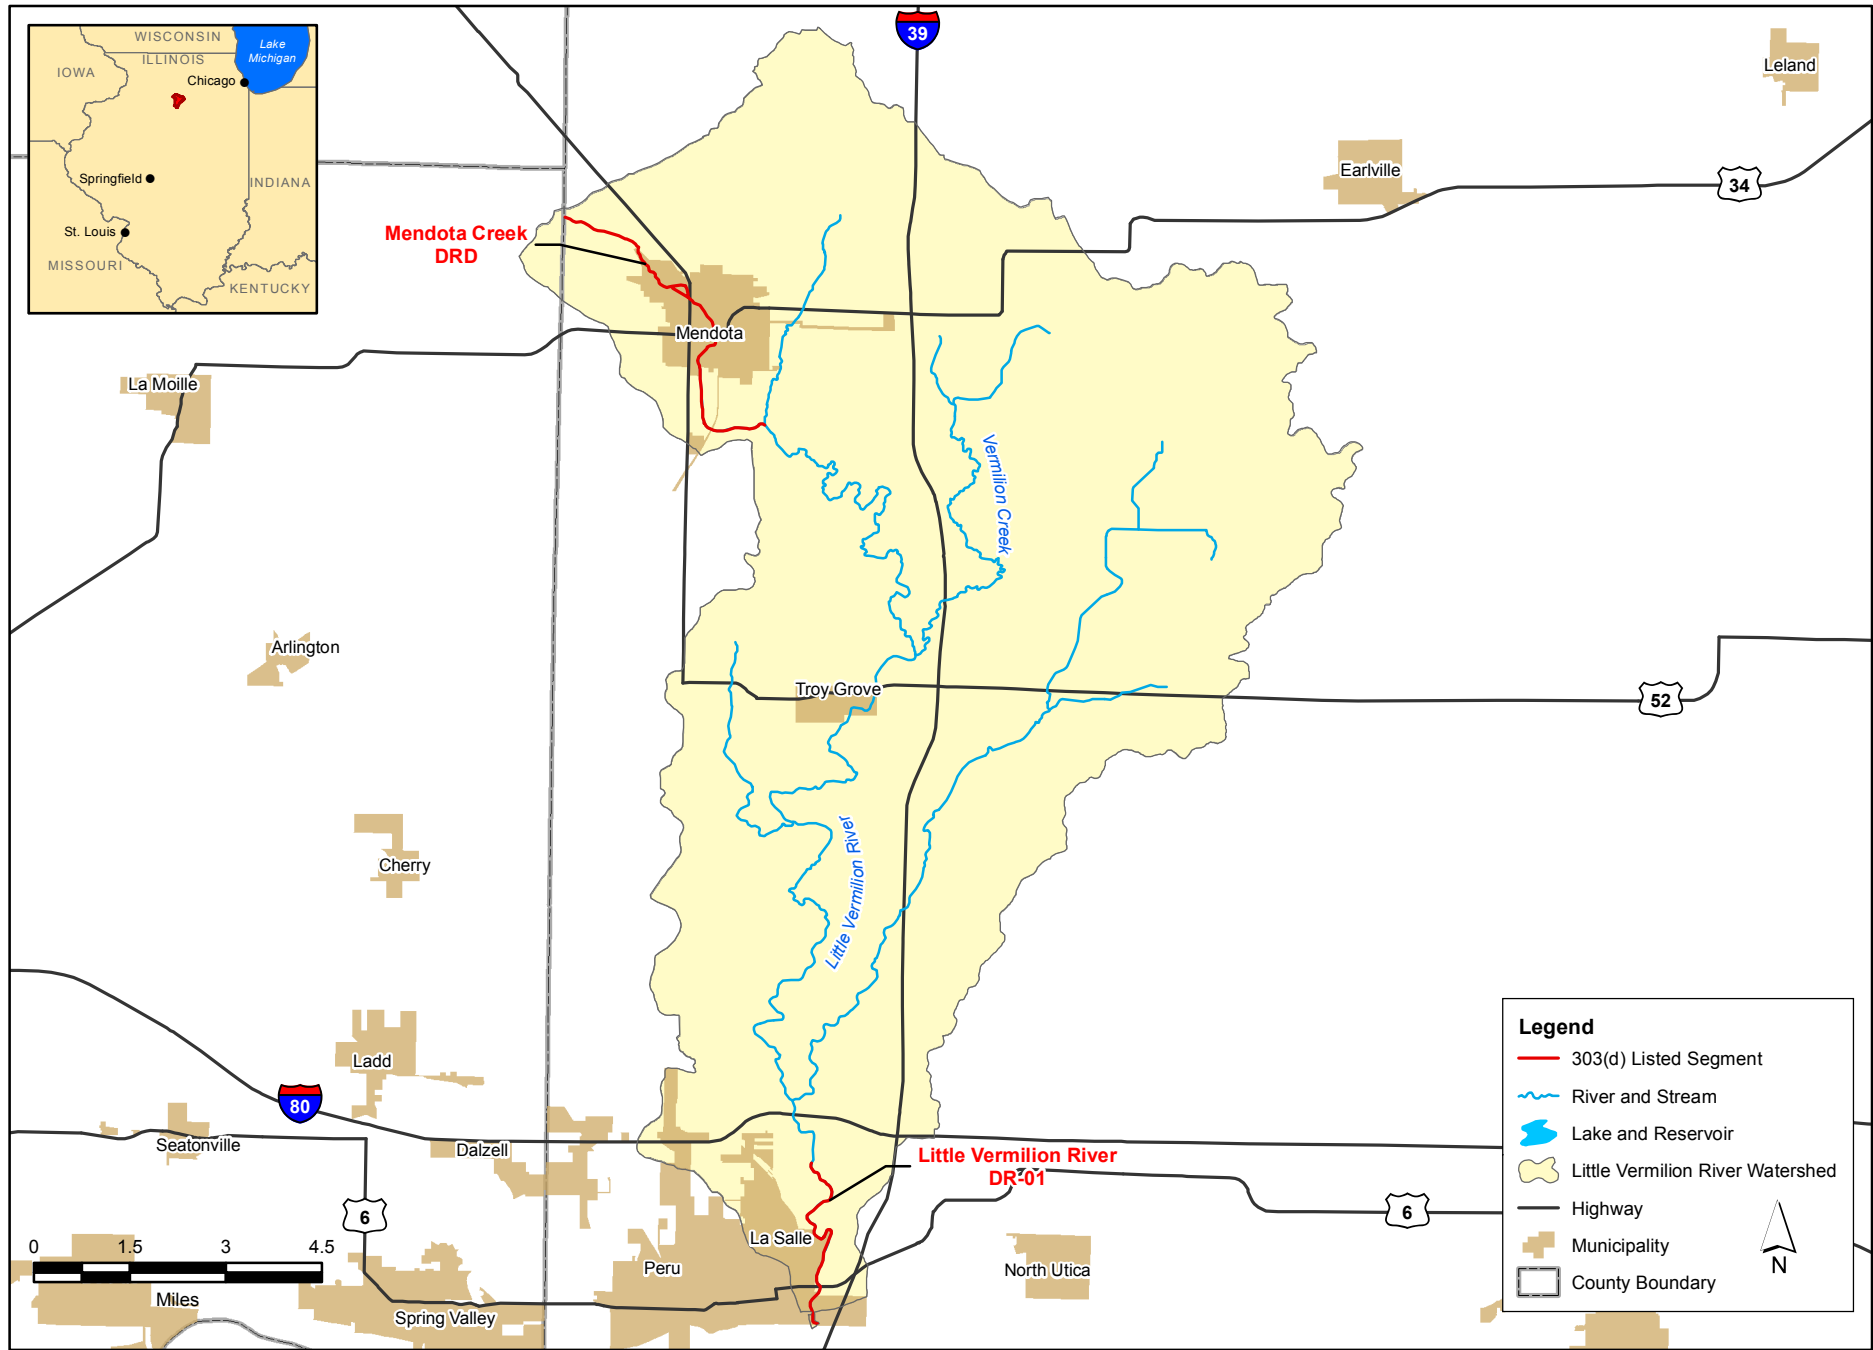 WISCONSIN
Lake
Michigan
ILLINOIS
IOWA
Chicago
Springfield
INDIANA
St. Louis
MISSOURI
KENTUCKY
39
Leland
Earlville
34
Mendota Creek
DRD
Mendota
La Moille
Vermilion Creek
Arlington
Troy Grove
52
Cherry
Little Vermilion River
Ladd
80
Seatonville
Dalzell
Little Vermilion River
DR-01
6
6
La Salle
Peru
North Utica
Spring Valley
0 1.5 3 4.5
Miles
Legend
303(d) Listed Segment
River and Stream
Lake and Reservoir
Little Vermilion River Watershed
Highway
Municipality
County Boundary
N